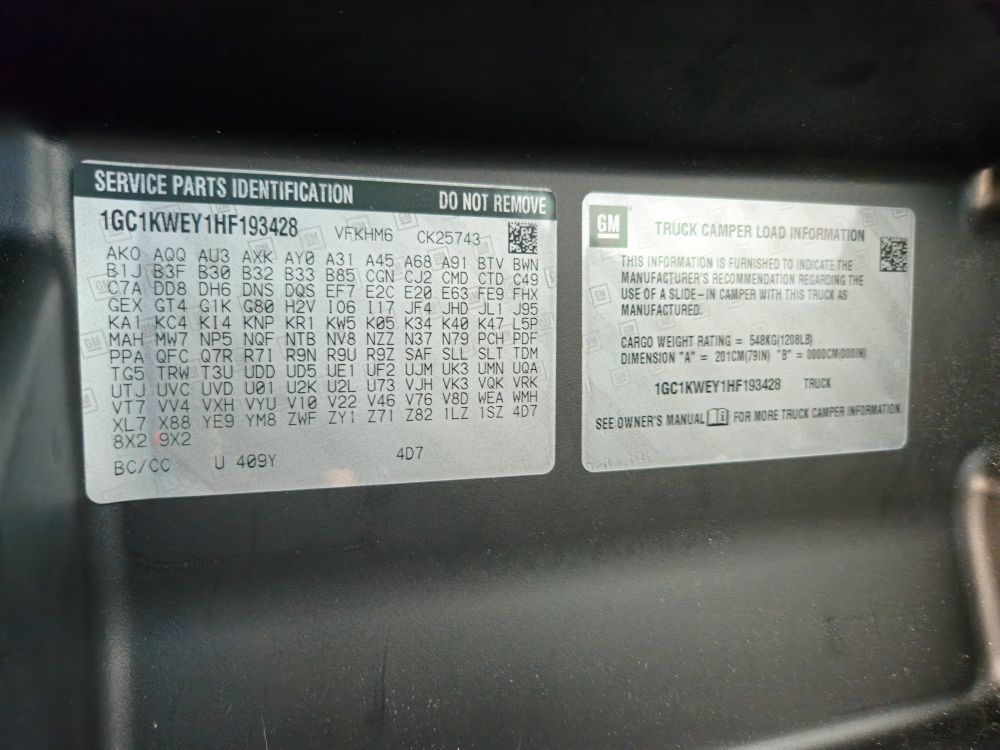 SERVICE PARTS IDENTIFICATION DO NOT REMOVE
1GC1KWEY1HF193428 VFKHM6 CK25743
AKO AQQ AU3 AXK AY0 A31 A45 A68 A91 BTV BWN
B1J B3F B30 B32 B33 B85 CGN CJ2 CMD CTD C49
C7A DD8 DH6 DNS DQS EF7 E2C E20 E63 FE9 FHX
GEX GT4 G1K G80 H2V IO6 I17 JF4 JHD JL1 J95
KA1 KC4 KI4 KNP KR1 KW5 K05 K34 K40 K47 L5P
MAH MW7 NP5 NQF NTB NV8 NZZ N37 N79 PCH PDF
PPA QFC Q7R R7I R9N R9U R9Z SAF SLL SLT TDM
TG5 TRW T3U UDD UD5 UE1 UF2 UJM UK3 UMN UQA
UTJ UVC UVD U01 U2K U2L U73 VJH VK3 VQK VRK
VT7 VV4 VXH VYU V10 V22 V46 V76 V8D WEA WMH
XL7 X88 YE9 YM8 ZWF ZY1 Z71 Z82 1LZ 1SZ 4D7
8X2 9X2
BC/CC U 409Y 4D7
GM TRUCK CAMPER LOAD INFORMATION
THIS INFORMATION IS FURNISHED TO INDICATE THE
MANUFACTURER'S RECOMMENDATION REGARDING THE
USE OF A SLIDE-IN CAMPER WITH THIS TRUCK AS
MANUFACTURED.
CARGO WEIGHT RATING = 548KG(1208LB)
DIMENSION "A" = 201CM(79IN) "B" = 0000CM(000IN)
1GC1KWEY1HF193428 TRUCK
SEE OWNER'S MANUAL FOR MORE TRUCK CAMPER INFORMATION.